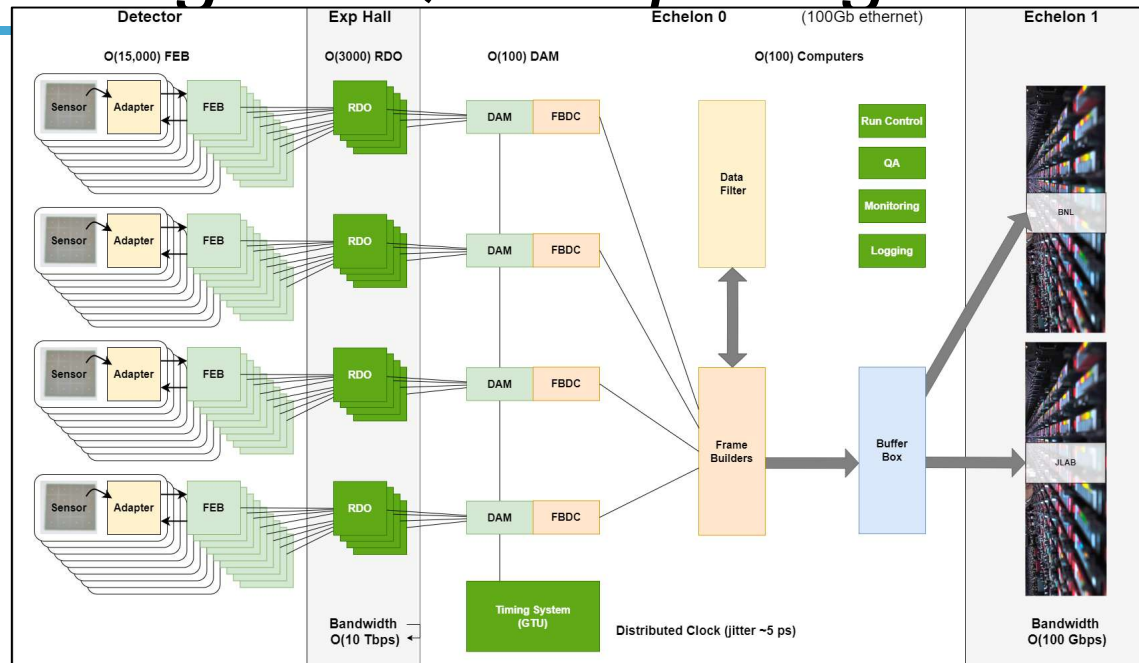 Detector
Exp Hall
Echelon 0
(100Gb ethernet)
Echelon 1
O(15,000) FEB
O(3000) RDO
O(100) DAM
O(100) Computers
Sensor
Adapter
FEB
RDO
DAM
FBDC
Sensor
Adapter
FEB
RDO
DAM
FBDC
Sensor
Adapter
FEB
RDO
DAM
FBDC
Sensor
Adapter
FEB
RDO
DAM
FBDC
Timing System
(GTU)
Data
Filter
Frame
Builders
Run Control
QA
Monitoring
Logging
Buffer
Box
BNL
JLAB
Bandwidth
O(10 Tbps)
Distributed Clock (jitter ~5 ps)
Bandwidth
O(100 Gbps)